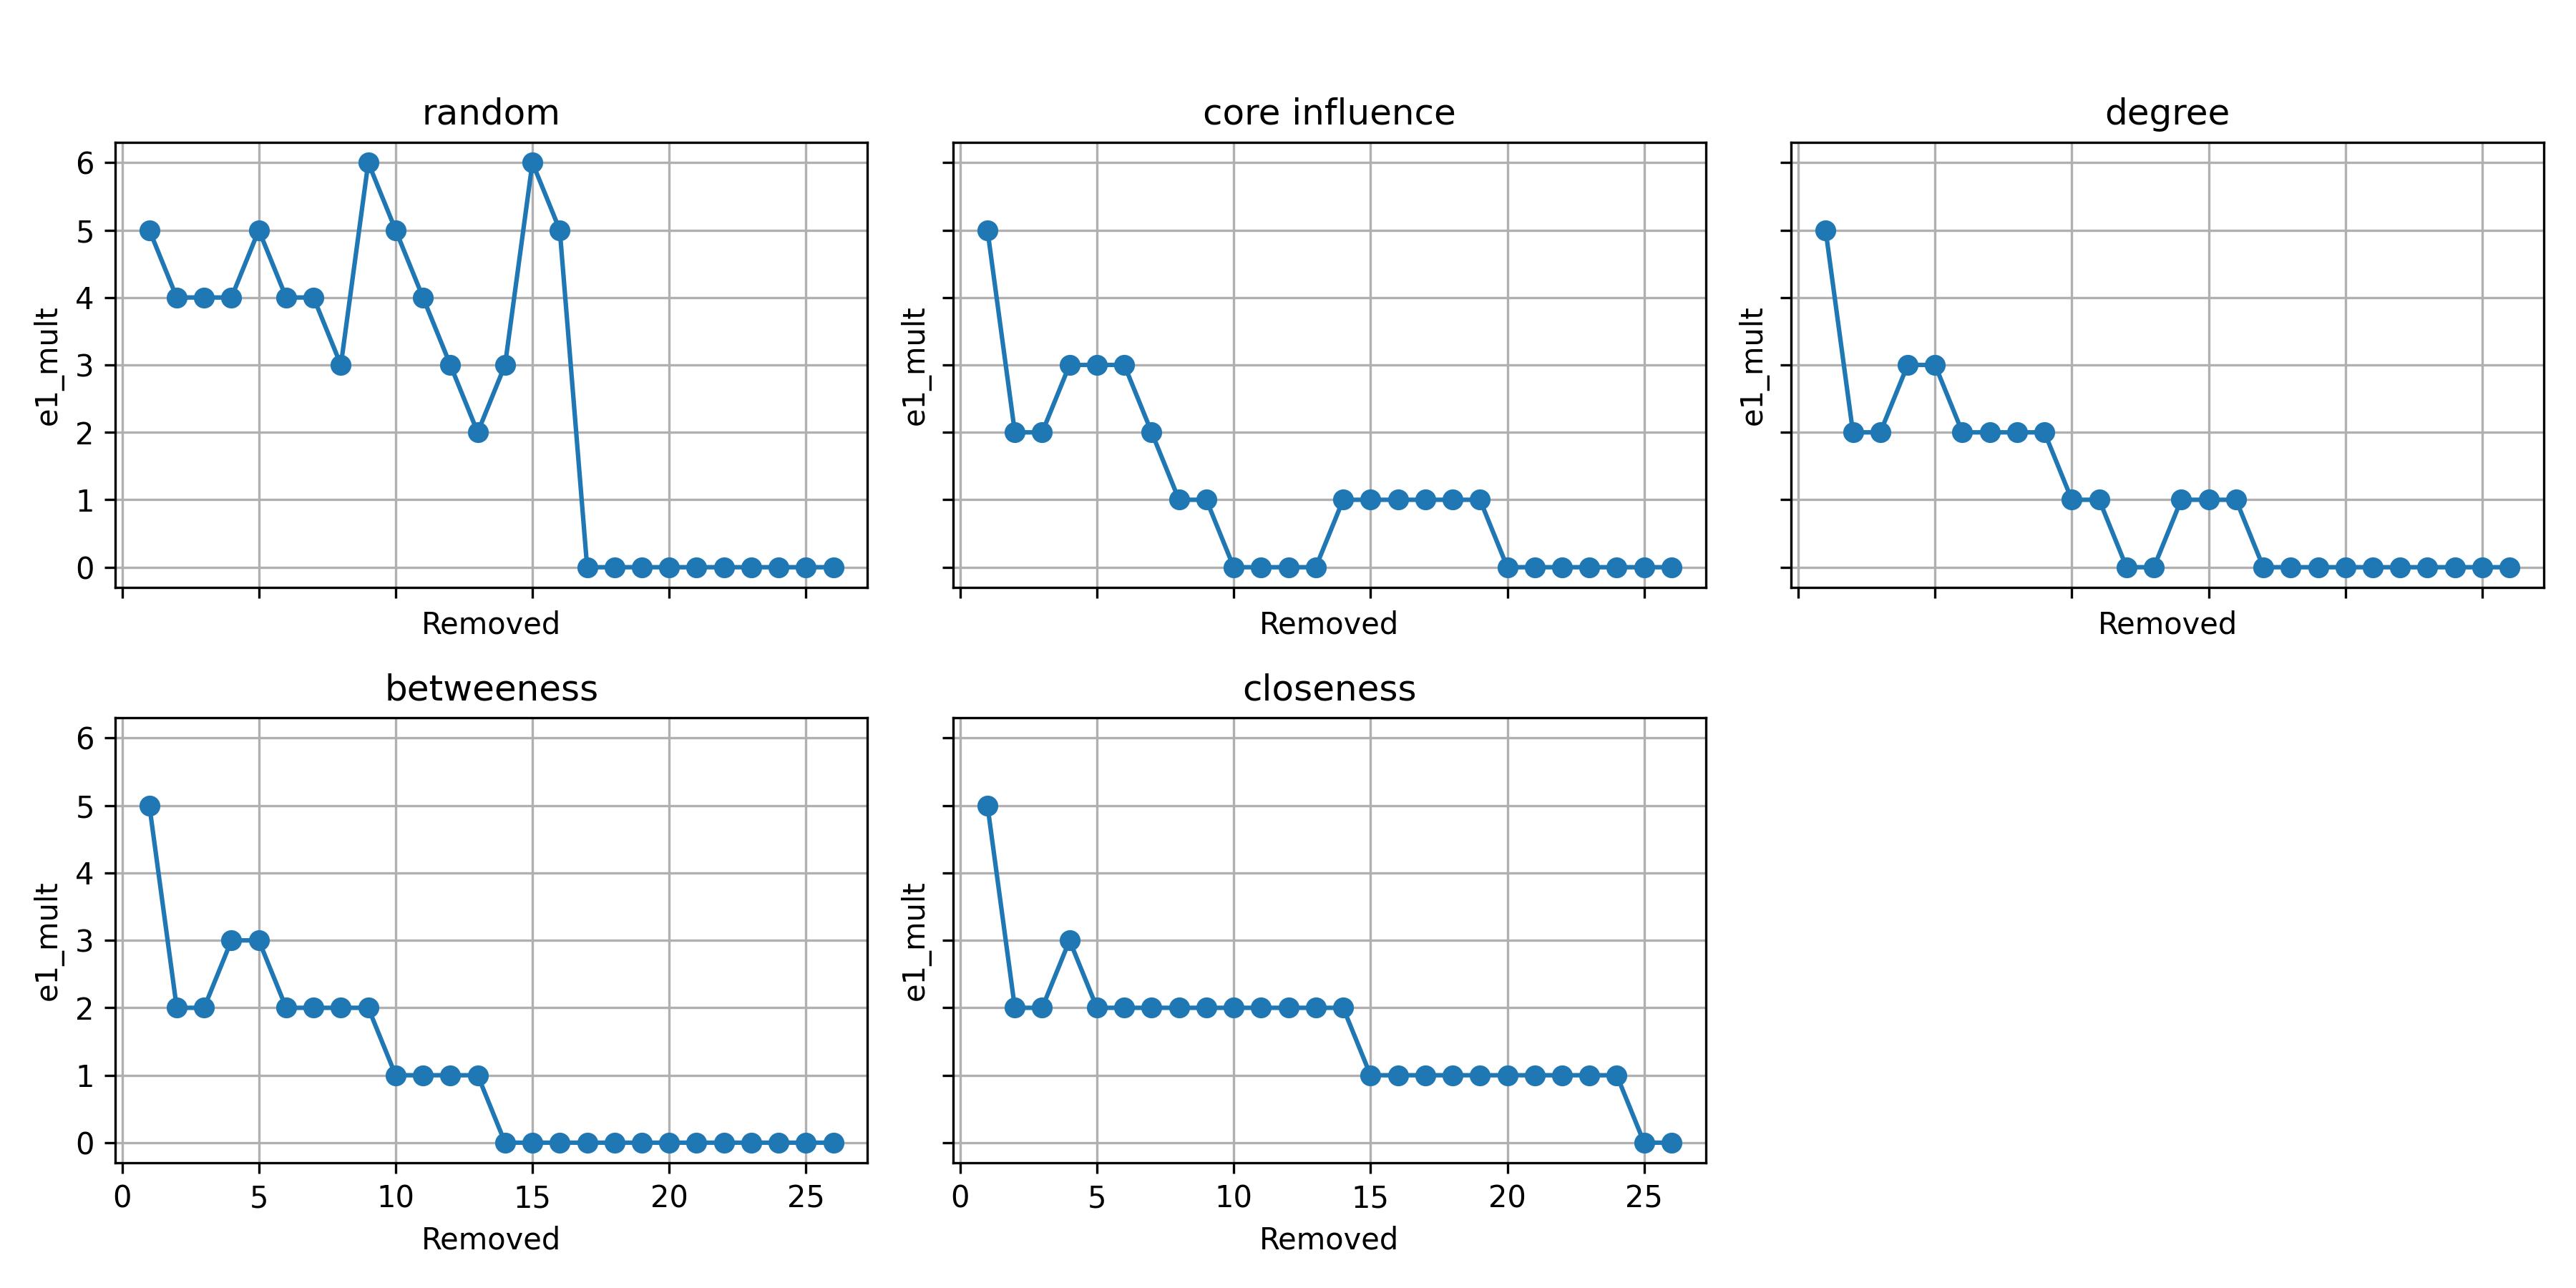 random
6
5
4
3
2
1
0
e1_mult
Removed
core influence
e1_mult
Removed
degree
e1_mult
Removed
betweeness
6
5
4
3
2
1
0
e1_mult
0 5 10 15 20 25
Removed
closeness
e1_mult
0 5 10 15 20 25
Removed